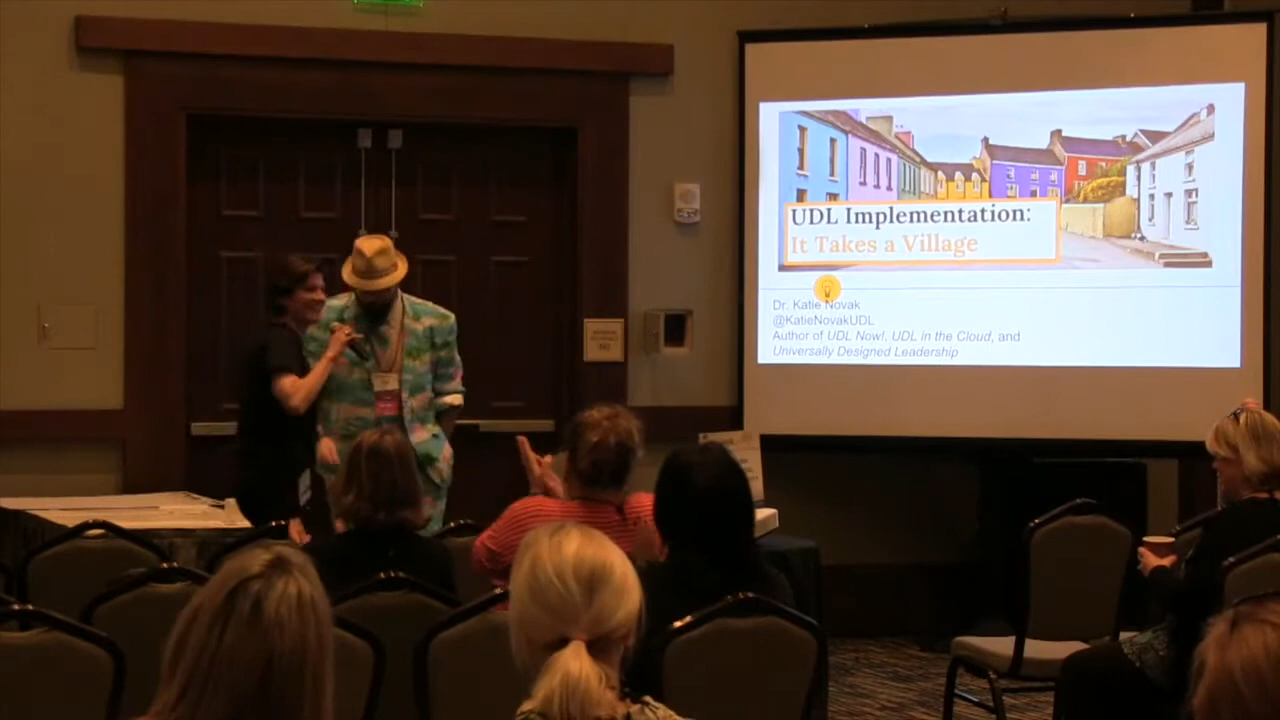 UDL Implementation:
It Takes a Village
Dr. Katie Novak
@KatieNovakUDL
Author of UDL Now!, UDL in the Cloud, and
Universally Designed Leadership